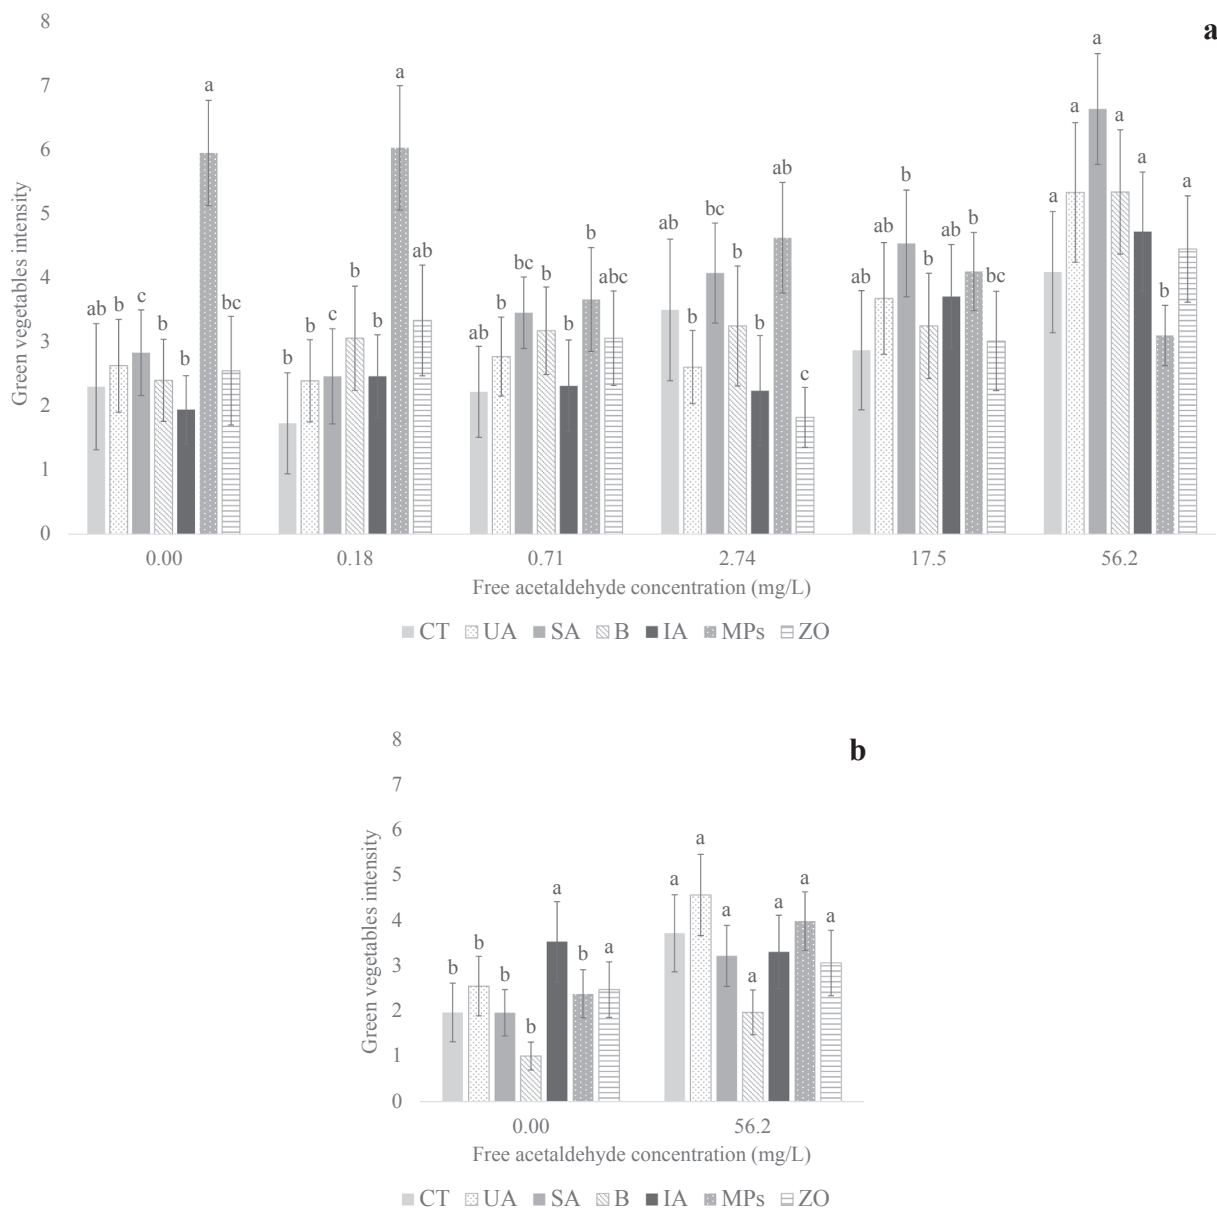 a
Green vegetables intensity
8
7
6
5
4
3
2
1
0
ab b c b b a bc
b b c b b a ab
ab b bc b b b abc
ab b bc b b ab c
ab ab b b ab b bc
a a a a a b a
0.00 0.18 0.71 2.74 17.5 56.2
Free acetaldehyde concentration (mg/L)
CT UA SA B IA MPs ZO
b
Green vegetables intensity
8
7
6
5
4
3
2
1
0
b b b b a b a
a a a a a a a
0.00 56.2
Free acetaldehyde concentration (mg/L)
CT UA SA B IA MPs ZO